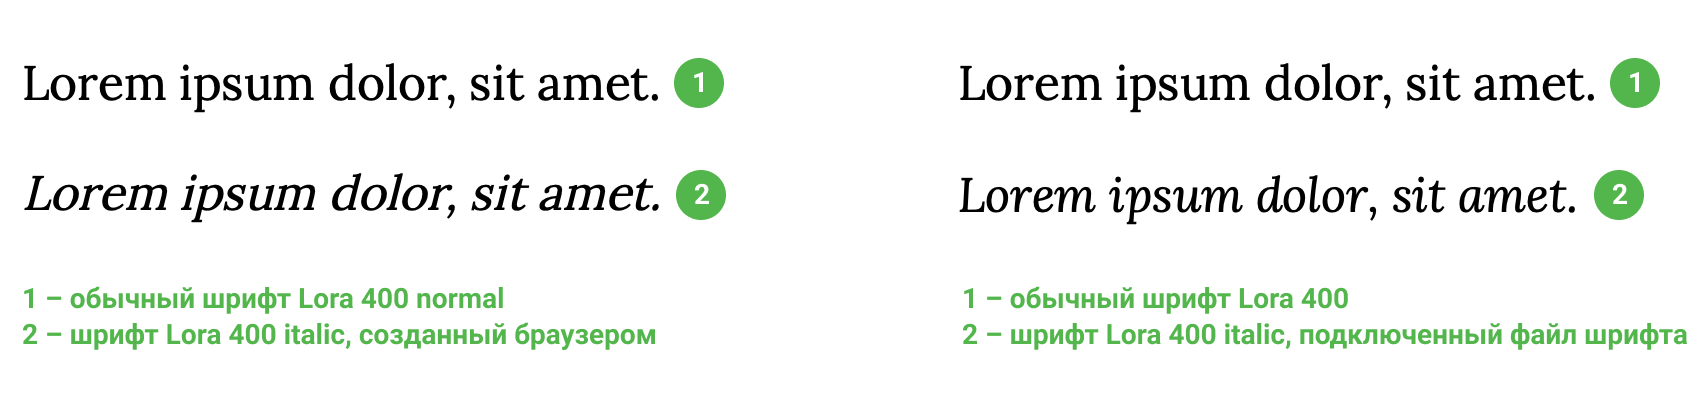 Lorem ipsum dolor, sit amet. 1
Lorem ipsum dolor, sit amet. 2
1 – обычный шрифт Lora 400 normal
2 – шрифт Lora 400 italic, созданный браузером
Lorem ipsum dolor, sit amet. 1
Lorem ipsum dolor, sit amet. 2
1 – обычный шрифт Lora 400
2 – шрифт Lora 400 italic, подключенный файл шрифта